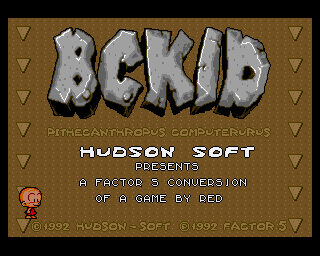 BCKID
PITHECANTHROPUS COMPUTERURUS
HUDSON SOFT
PRESENTS
A FACTOR 5 CONVERSION
OF A GAME BY RED
©1992 HUDSON-SOFT ©1992 FACTOR 5